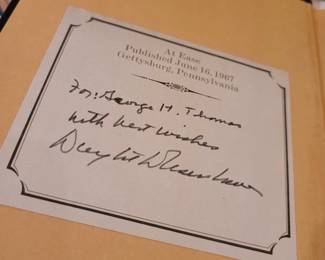 At Ease
Published June 16, 1967
Gettysburg, Pennsylvania
For: George H. Thomas
with best wishes
Dwight D Eisenhower